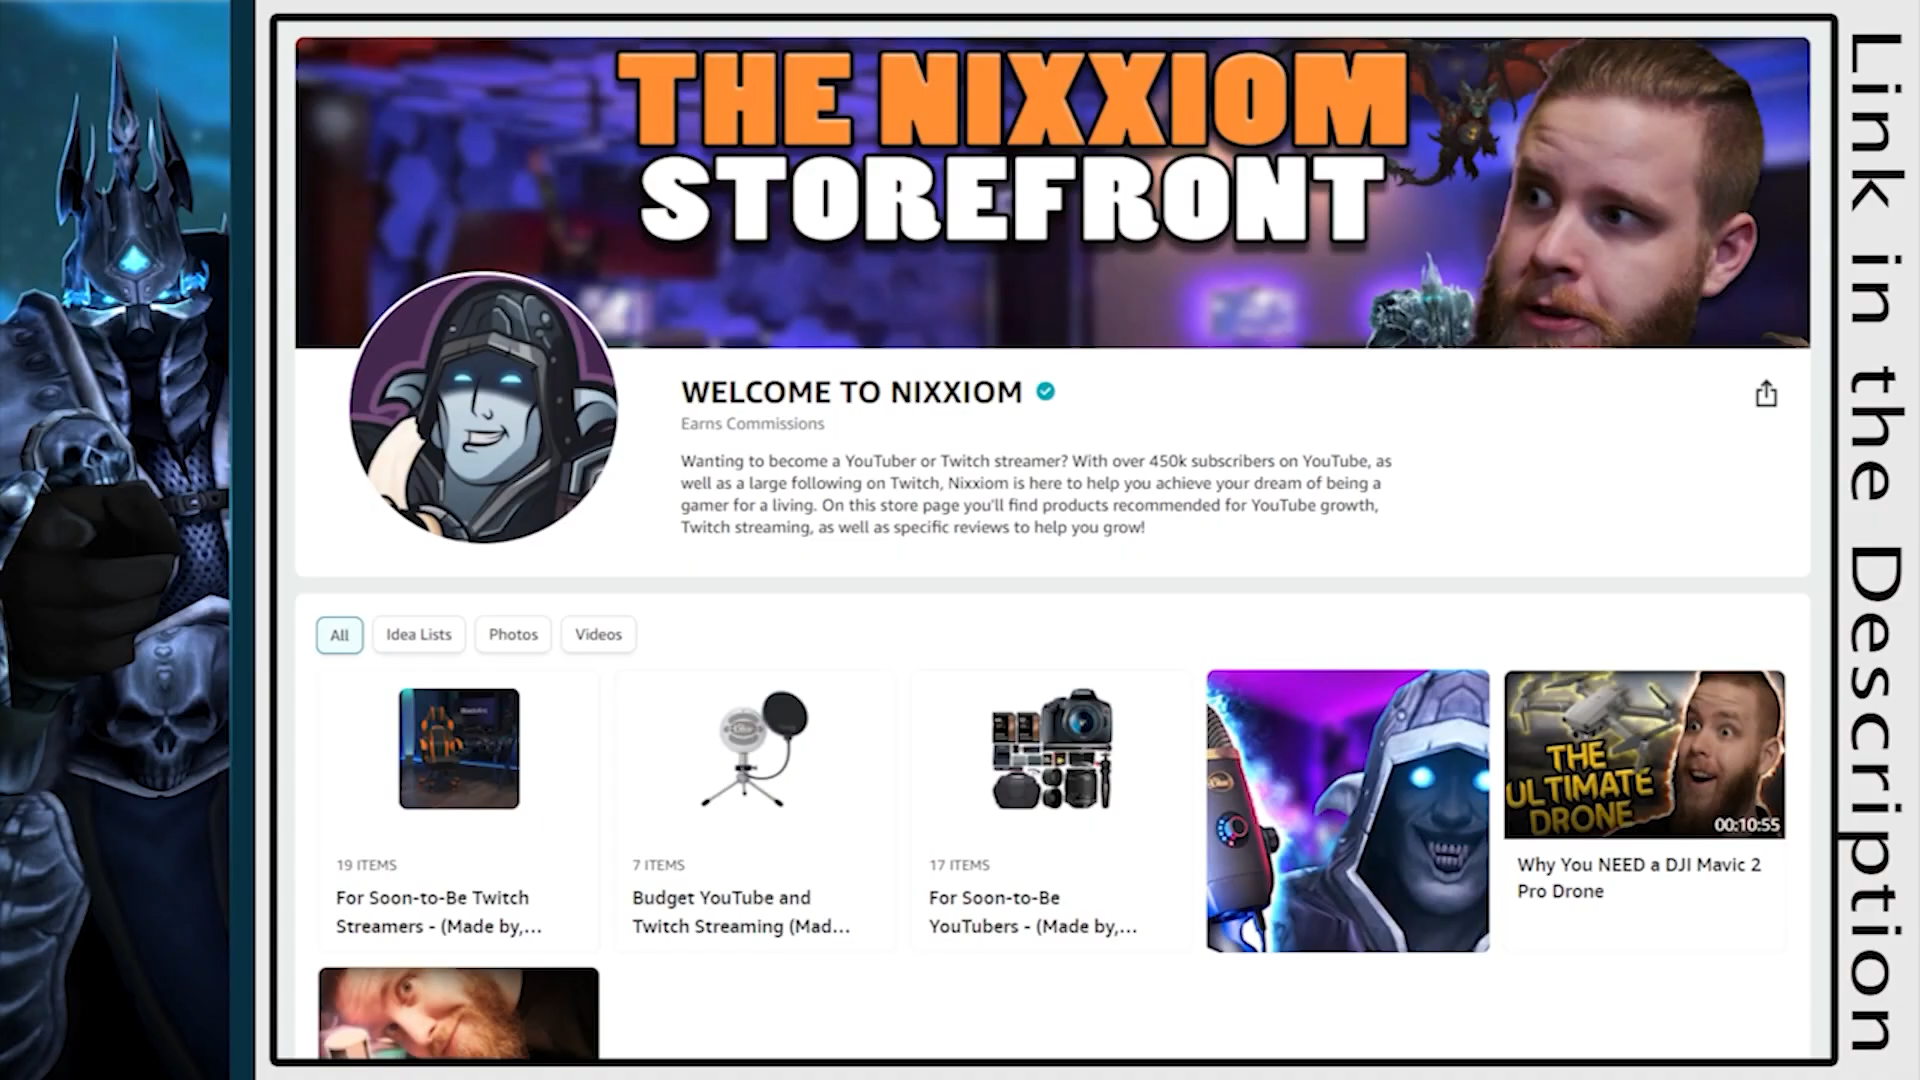 THE NIXXIOM
STOREFRONT
WELCOME TO NIXXIOM
Earns Commissions
Wanting to become a YouTuber or Twitch streamer? With over 450k subscribers on YouTube, as
well as a large following on Twitch, Nixxiom is here to help you achieve your dream of being a
gamer for a living. On this store page you'll find products recommended for YouTube growth,
Twitch streaming, as well as specific reviews to help you grow!
All
Idea Lists
Photos
Videos
19 ITEMS
For Soon-to-Be Twitch
Streamers - (Made by,...
7 ITEMS
Budget YouTube and
Twitch Streaming (Mad...
17 ITEMS
For Soon-to-Be
YouTubers - (Made by,...
THE
ULTIMATE
DRONE
00:10:55
Why You NEED a DJI Mavic 2
Pro Drone
Link in the Description